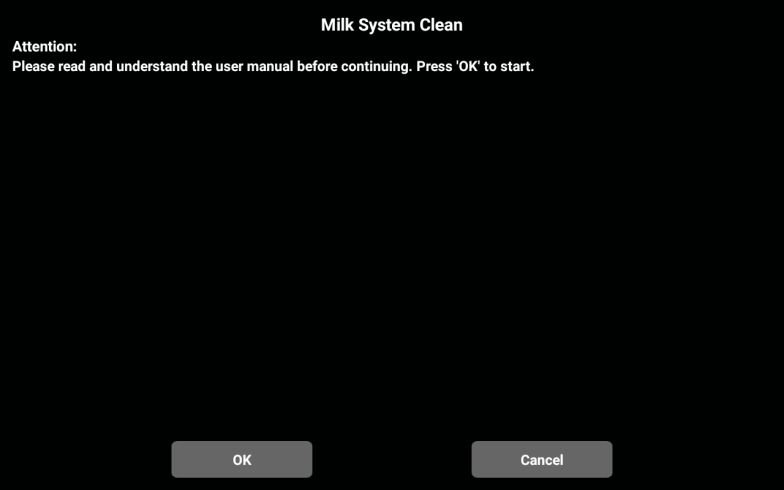 Milk System Clean
Attention:
Please read and understand the user manual before continuing. Press 'OK' to start.
OK
Cancel